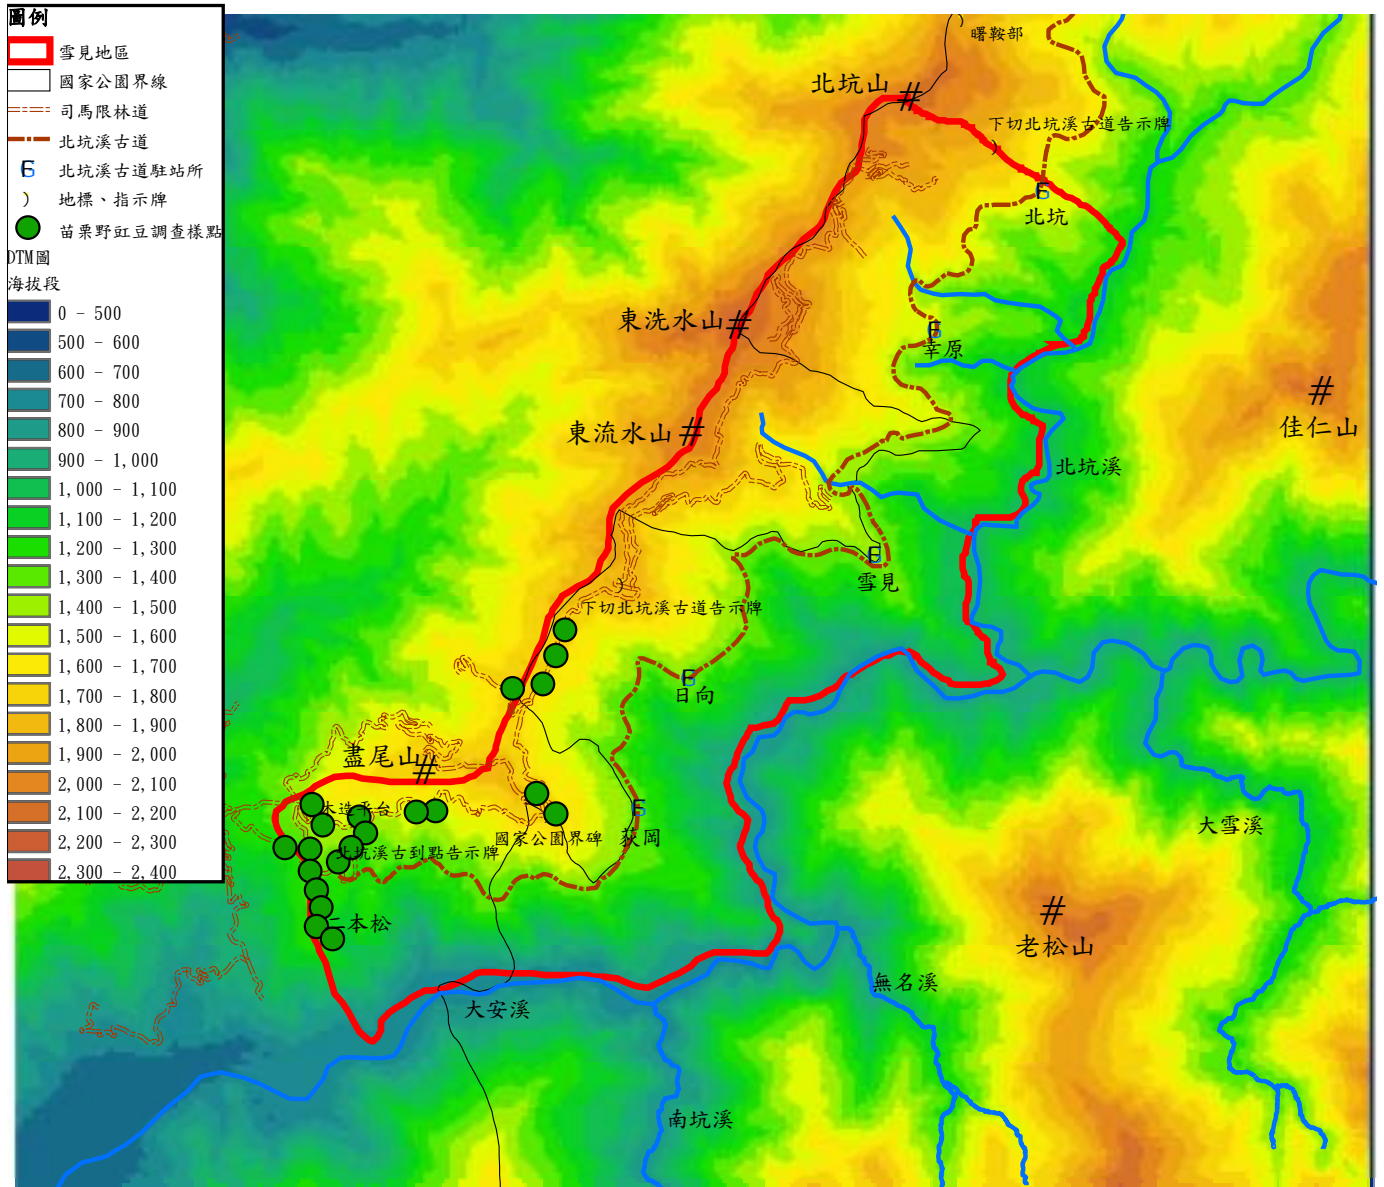 圖例
雪見地區
國家公園界線
司馬限林道
北坑溪古道
北坑溪古道駐站所
地標、指示牌
苗栗野豇豆調查樣點
DTM圖
海拔段
0 - 500
500 - 600
600 - 700
700 - 800
800 - 900
900 - 1,000
1,000 - 1,100
1,100 - 1,200
1,200 - 1,300
1,300 - 1,400
1,400 - 1,500
1,500 - 1,600
1,600 - 1,700
1,700 - 1,800
1,800 - 1,900
1,900 - 2,000
2,000 - 2,100
2,100 - 2,200
2,200 - 2,300
2,300 - 2,400
曙鞍部
北坑山
下切北坑溪古道告示牌
北坑
東洗水山
幸原
東流水山
佳仁山
北坑溪
雪見
下切北坑溪古道告示牌
日向
盡尾山
木造平台
國家公園界碑
荻岡
北坑溪古到點告示牌
大雪溪
二本松
老松山
無名溪
大安溪
南坑溪